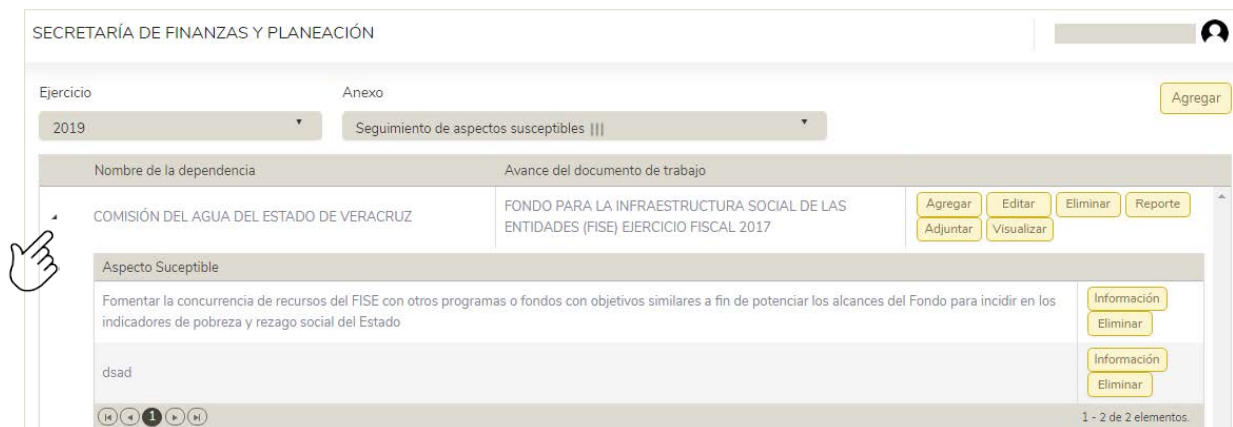 SECRETARÍA DE FINANZAS Y PLANEACIÓN
Ejercicio
Anexo
Agregar
2019
Seguimiento de aspectos susceptibles |||
Nombre de la dependencia
Avance del documento de trabajo
COMISIÓN DEL AGUA DEL ESTADO DE VERACRUZ
FONDO PARA LA INFRAESTRUCTURA SOCIAL DE LAS
ENTIDADES (FISE) EJERCICIO FISCAL 2017
Agregar Editar Eliminar Reporte
Adjuntar Visualizar
Aspecto Suceptible
Fomentar la concurrencia de recursos del FISE con otros programas o fondos con objetivos similares a fin de potenciar los alcances del Fondo para incidir en los
indicadores de pobreza y rezago social del Estado
Información
Eliminar
dsad
Información
Eliminar
1
1 - 2 de 2 elementos.